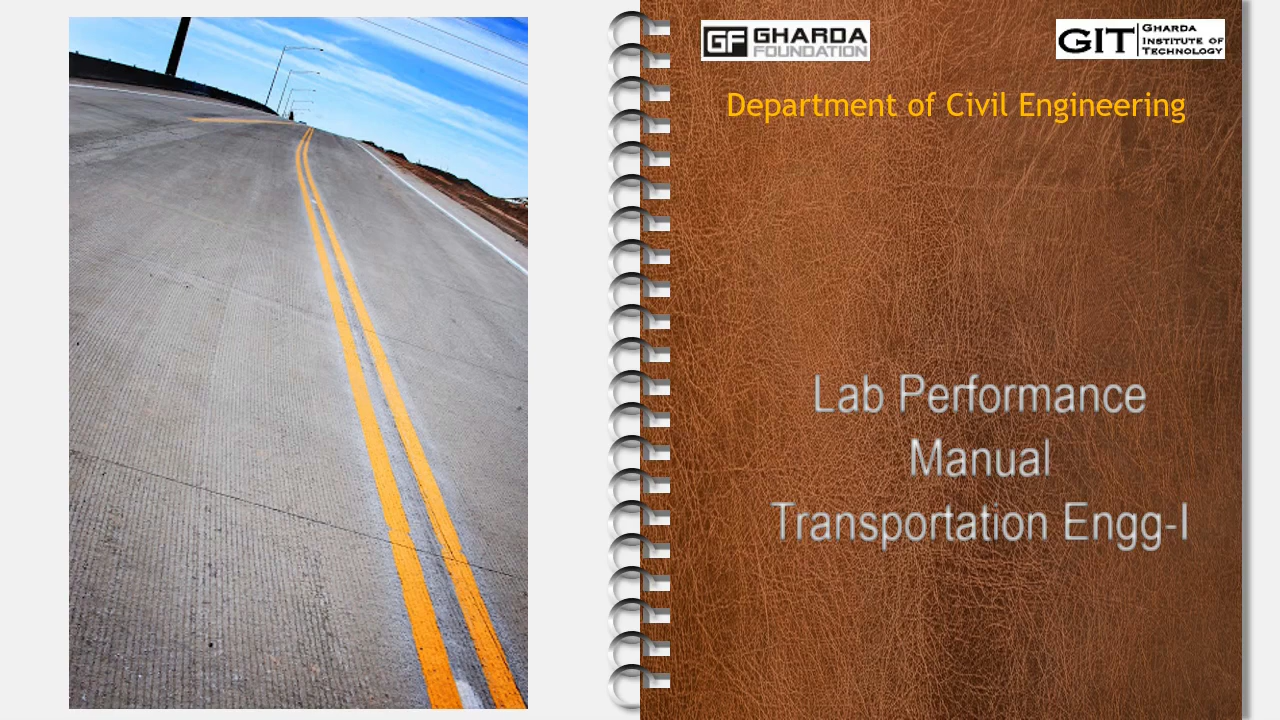 GF GHARDA
FOUNDATION
GIT GHARDA
INSTITUTE OF
TECHNOLOGY
Department of Civil Engineering
Lab Performance
Manual
Transportation Engg-I